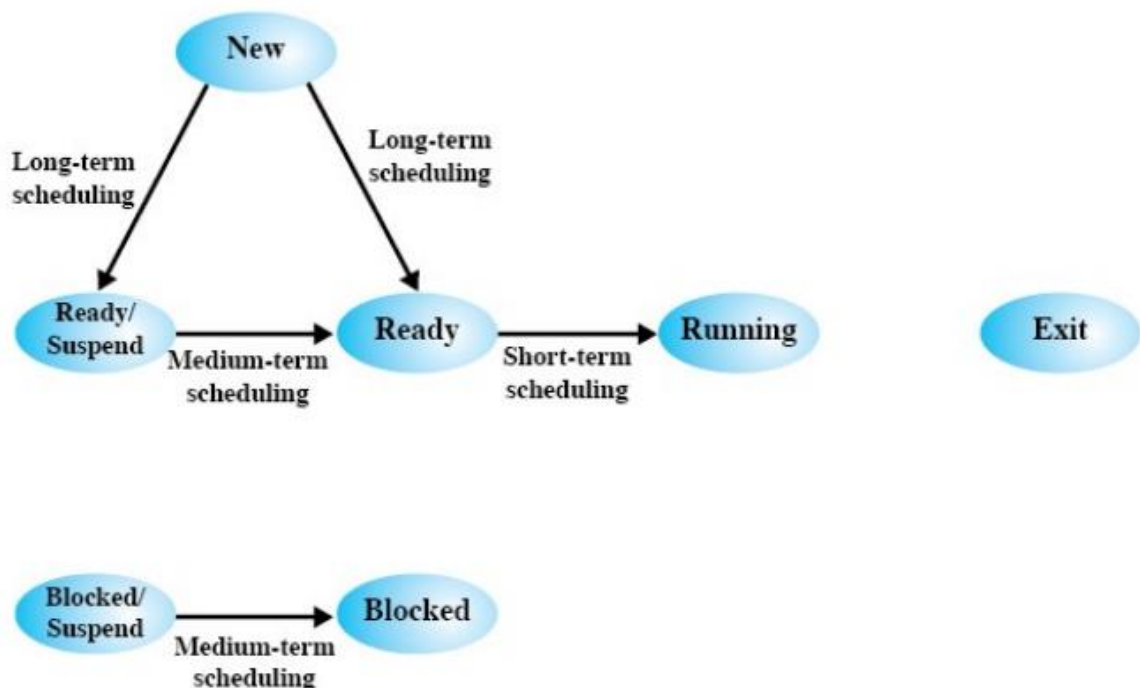 New
Long-term
scheduling
Long-term
scheduling
Ready/
Suspend
Medium-term
scheduling
Ready
Short-term
scheduling
Running
Exit
Blocked/
Suspend
Medium-term
scheduling
Blocked